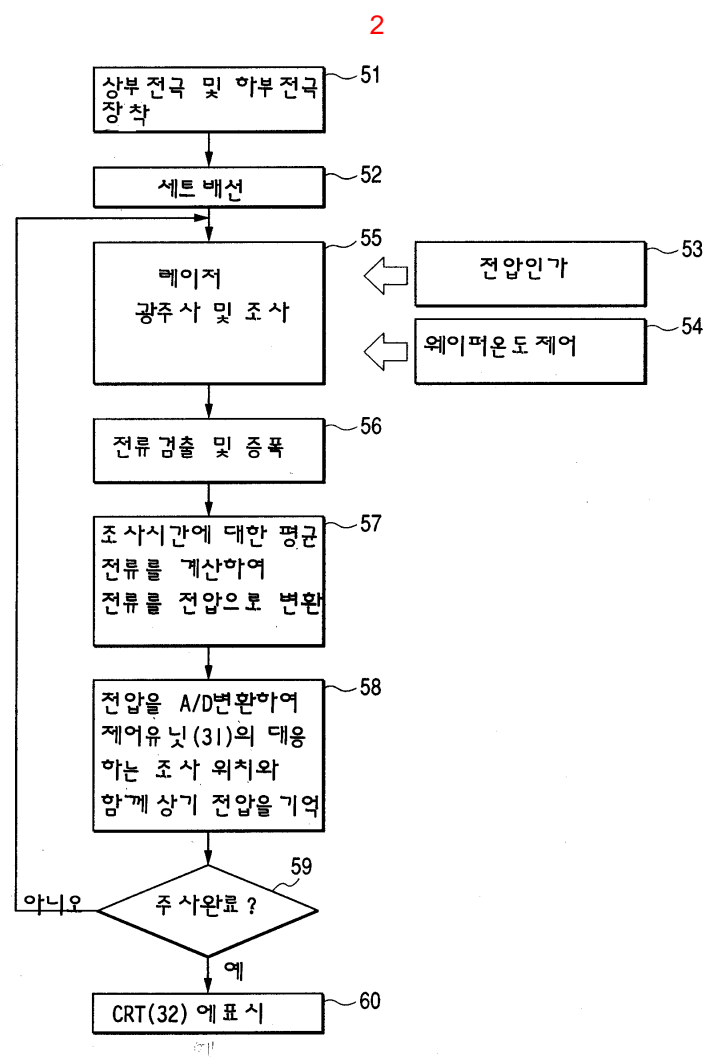 2
상부전극 및 하부전극
장착
51
세트배선
52
레이저
광주사 및 조사
55
전압인가
53
웨이퍼온도제어
54
전류검출 및 증폭
56
조사시간에 대한 평균
전류를 계산하여
전류를 전압으로 변환
57
전압을 A/D변환하여
제어유닛(31)의 대응
하는 조사 위치와
함께상기 전압을기억
58
주사완료?
59
아니오
예
CRT(32)에표시
60